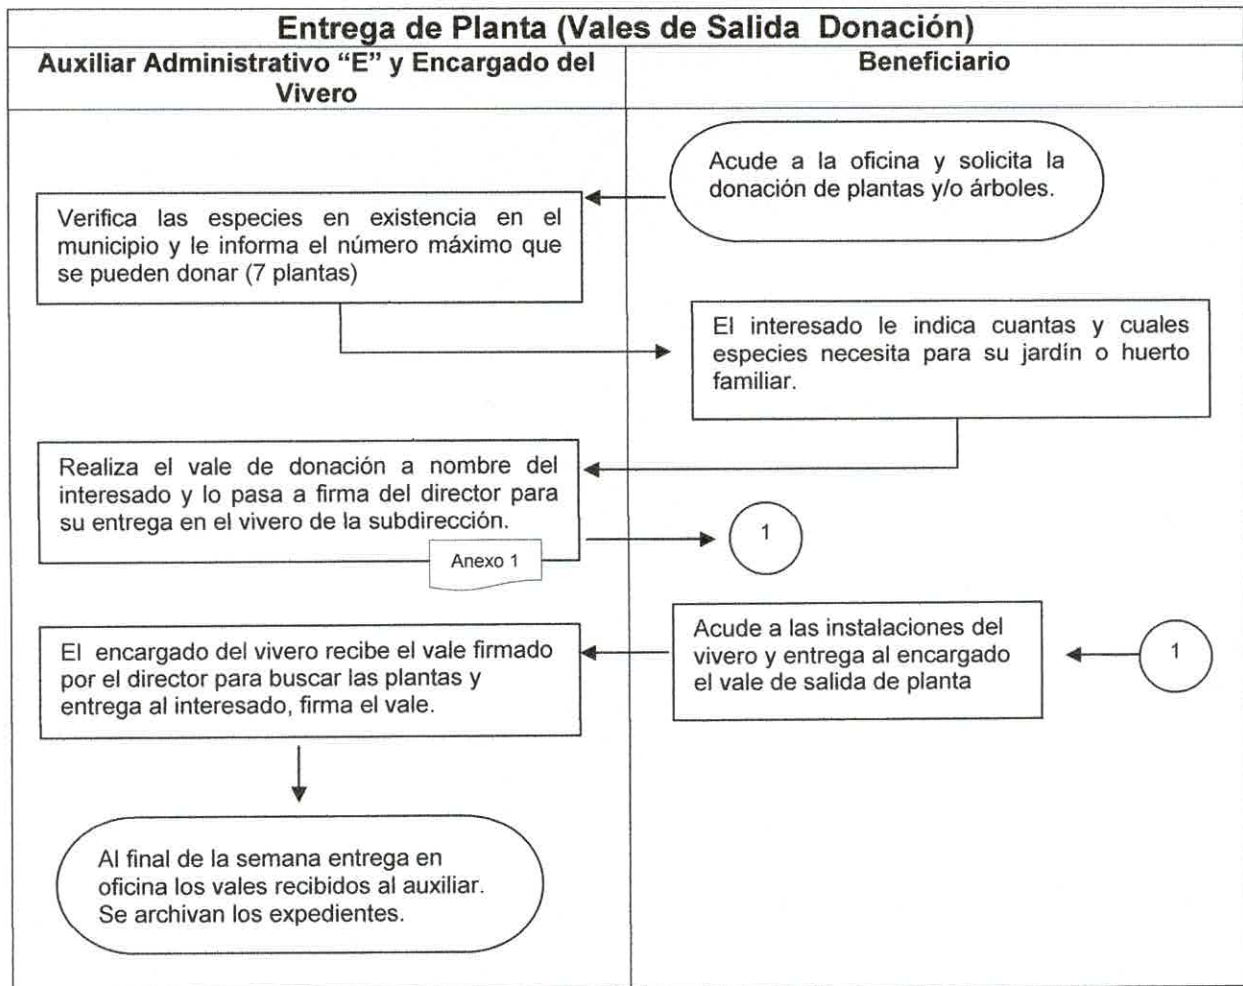 Entrega de Planta (Vales de Salida Donación)
Auxiliar Administrativo “E” y Encargado del
Vivero
Beneficiario
Acude a la oficina y solicita la
donación de plantas y/o árboles.
Verifica las especies en existencia en el
municipio y le informa el número máximo que
se pueden donar (7 plantas)
El interesado le indica cuantas y cuales
especies necesita para su jardín o huerto
familiar.
Realiza el vale de donación a nombre del
interesado y lo pasa a firma del director para
su entrega en el vivero de la subdirección.
Anexo 1
1
Acude a las instalaciones del
vivero y entrega al encargado
el vale de salida de planta
1
El encargado del vivero recibe el vale firmado
por el director para buscar las plantas y
entrega al interesado, firma el vale.
Al final de la semana entrega en
oficina los vales recibidos al auxiliar.
Se archivan los expedientes.